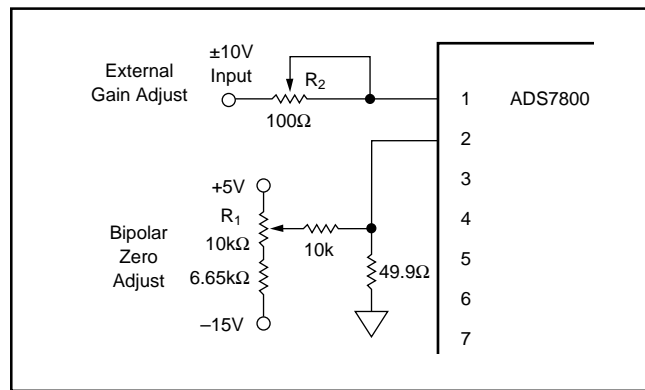 External
Gain Adjust
±10V
Input
R2
100Ω
1
ADS7800
2
3
4
5
6
7
+5V
R1
10kΩ
10k
Bipolar
Zero
Adjust
6.65kΩ
49.9Ω
–15V